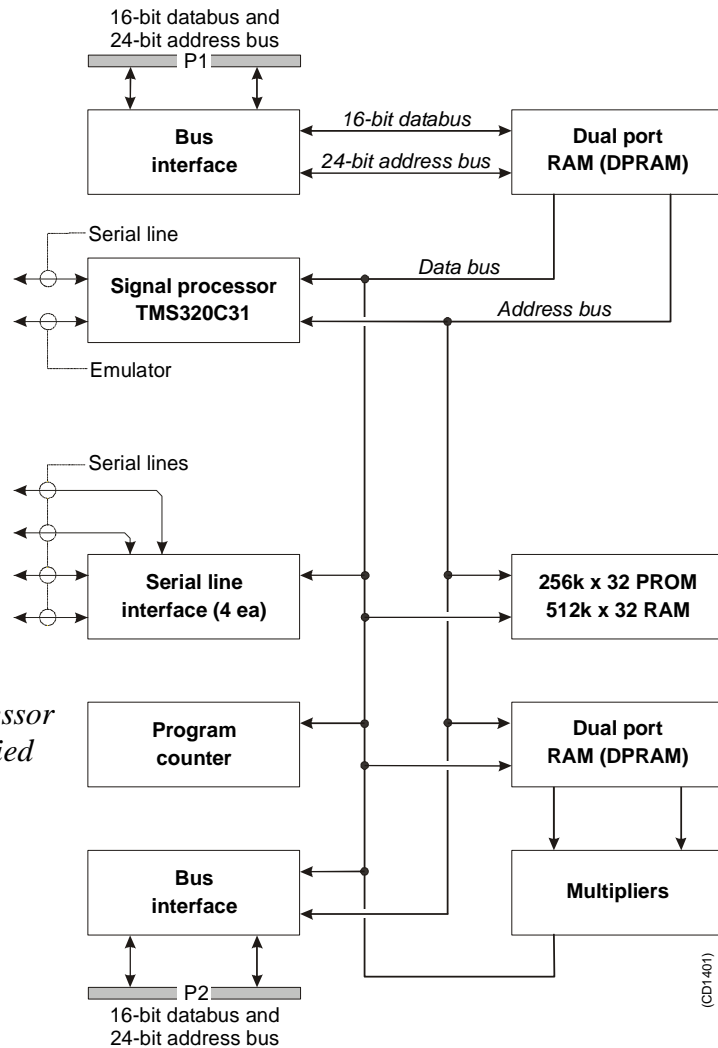 16-bit databus and
24-bit address bus
P1
Bus
interface
16-bit databus
24-bit address bus
Dual port
RAM (DPRAM)
Serial line
Signal processor
TMS320C31
Data bus
Address bus
Emulator
Serial lines
Serial line
interface (4 ea)
256k x 32 PROM
512k x 32 RAM
Program
counter
Dual port
RAM (DPRAM)
Bus
interface
Multipliers
P2
16-bit databus and
24-bit address bus
(CD1401)